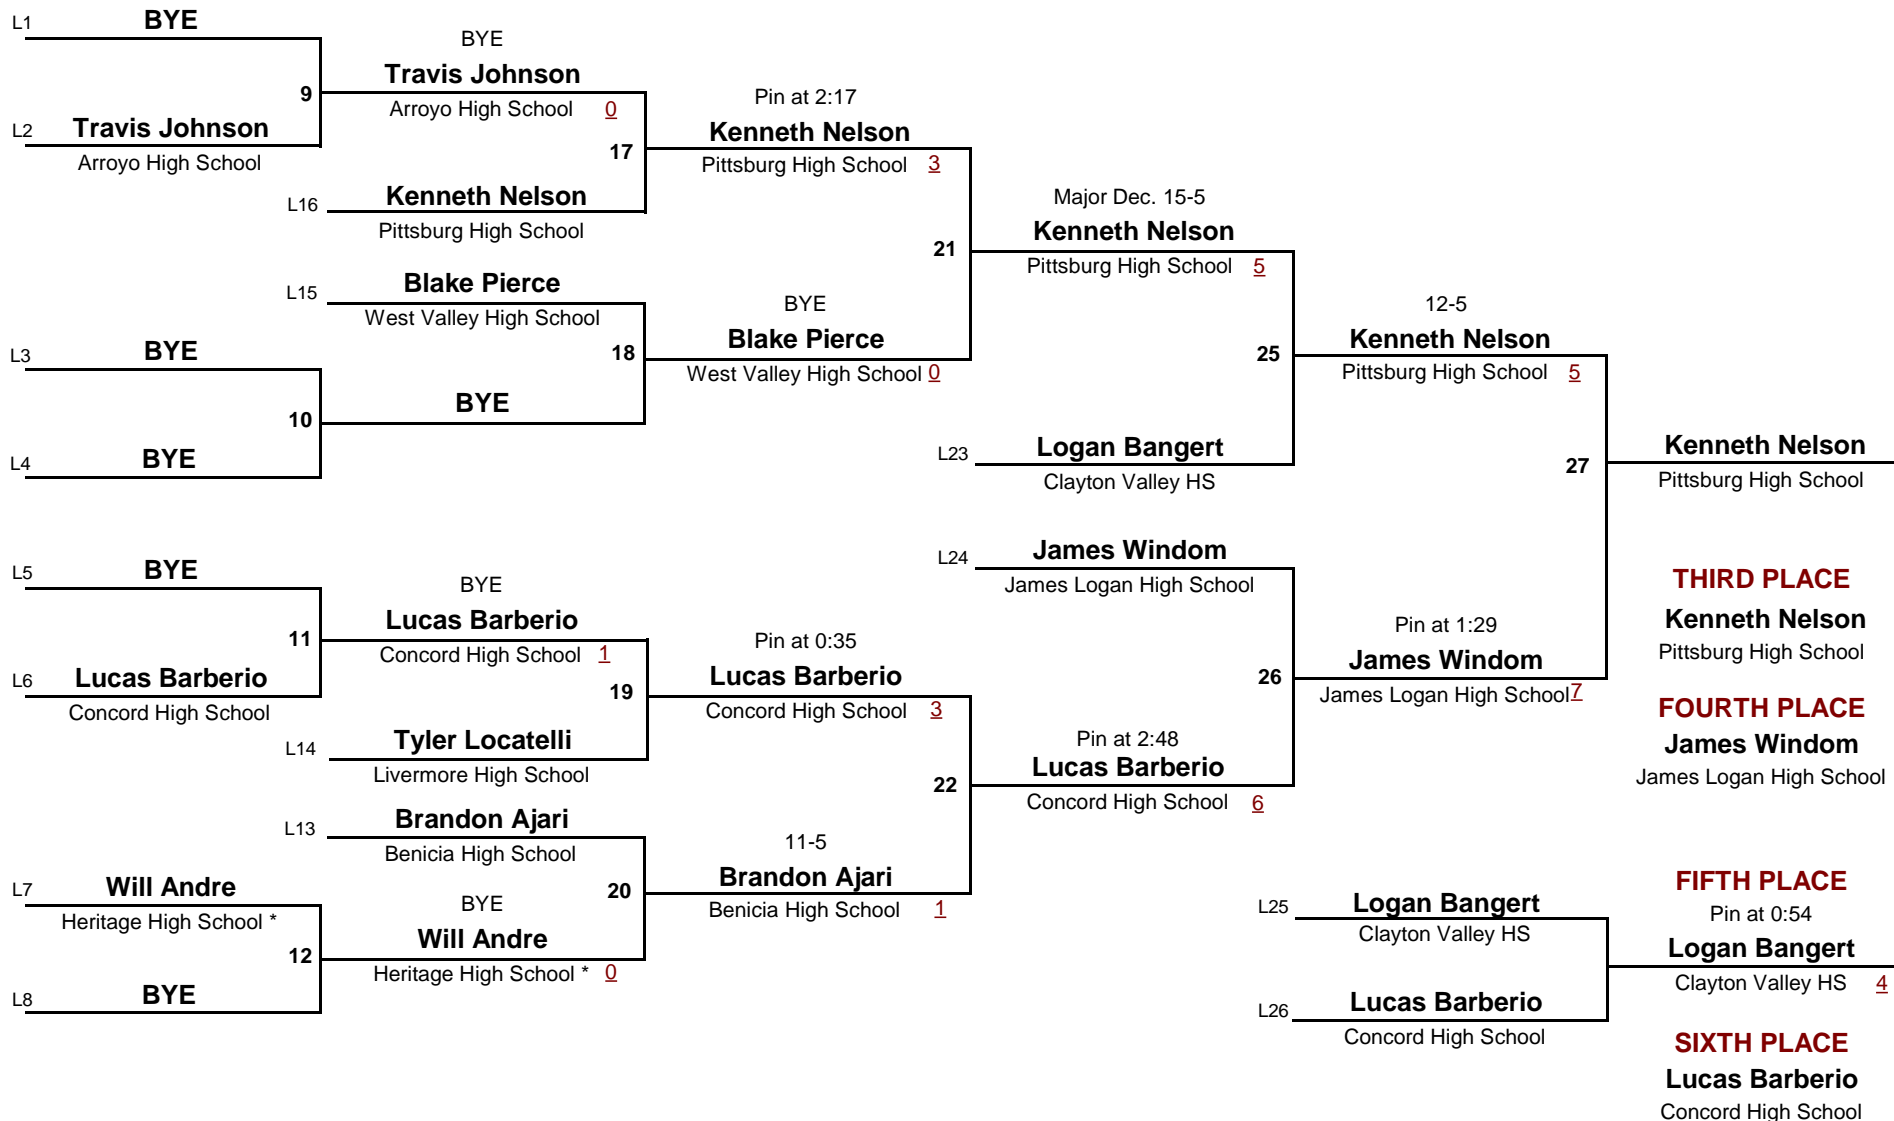 L1
BYE
9
L2
Travis Johnson
Arroyo High School
BYE
Travis Johnson
Arroyo High School 0
17
L16
Kenneth Nelson
Pittsburg High School
Pin at 2:17
Kenneth Nelson
Pittsburg High School 3
L15
Blake Pierce
West Valley High School
18
L3
BYE
10
L4
BYE
BYE
BYE
Blake Pierce
West Valley High School 0
21
Major Dec. 15-5
Kenneth Nelson
Pittsburg High School 5
25
L23
Logan Bangert
Clayton Valley HS
12-5
Kenneth Nelson
Pittsburg High School 5
27
Kenneth Nelson
Pittsburg High School
L5
BYE
11
L6
Lucas Barberio
Concord High School
BYE
Lucas Barberio
Concord High School 1
19
L14
Tyler Locatelli
Livermore High School
Pin at 0:35
Lucas Barberio
Concord High School 3
22
L13
Brandon Ajari
Benicia High School
20
L7
Will Andre
Heritage High School *
12
L8
BYE
BYE
Will Andre
Heritage High School * 0
11-5
Brandon Ajari
Benicia High School 1
L24
James Windom
James Logan High School
26
Pin at 2:48
Lucas Barberio
Concord High School 6
Pin at 1:29
James Windom
James Logan High School 7
THIRD PLACE
Kenneth Nelson
Pittsburg High School
FOURTH PLACE
James Windom
James Logan High School
L25
Logan Bangert
Clayton Valley HS
L26
Lucas Barberio
Concord High School
FIFTH PLACE
Pin at 0:54
Logan Bangert
Clayton Valley HS 4
SIXTH PLACE
Lucas Barberio
Concord High School